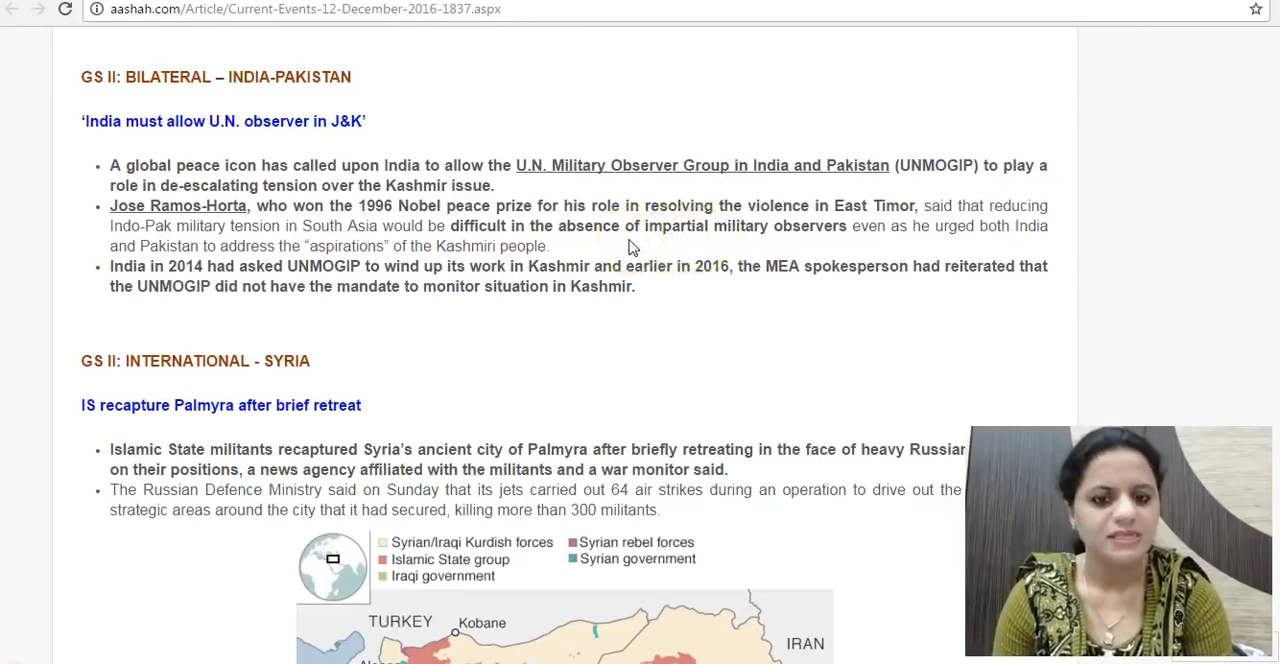 aashah.com/Article/Current-Events-12-December-2016-1837.aspx
GS II: BILATERAL – INDIA-PAKISTAN
‘India must allow U.N. observer in J&K’
• A global peace icon has called upon India to allow the U.N. Military Observer Group in India and Pakistan (UNMOGIP) to play a
role in de-escalating tension over the Kashmir issue.
• Jose Ramos-Horta, who won the 1996 Nobel peace prize for his role in resolving the violence in East Timor, said that reducing
Indo-Pak military tension in South Asia would be difficult in the absence of impartial military observers even as he urged both India
and Pakistan to address the “aspirations” of the Kashmiri people.
• India in 2014 had asked UNMOGIP to wind up its work in Kashmir and earlier in 2016, the MEA spokesperson had reiterated that
the UNMOGIP did not have the mandate to monitor situation in Kashmir.
GS II: INTERNATIONAL - SYRIA
IS recapture Palmyra after brief retreat
• Islamic State militants recaptured Syria’s ancient city of Palmyra after briefly retreating in the face of heavy Russian
on their positions, a news agency affiliated with the militants and a war monitor said.
• The Russian Defence Ministry said on Sunday that its jets carried out 64 air strikes during an operation to drive out the
strategic areas around the city that it had secured, killing more than 300 militants.
Syrian/Iraqi Kurdish forces
Syrian rebel forces
Islamic State group
Syrian government
Iraqi government
TURKEY
Kobane
IRAN